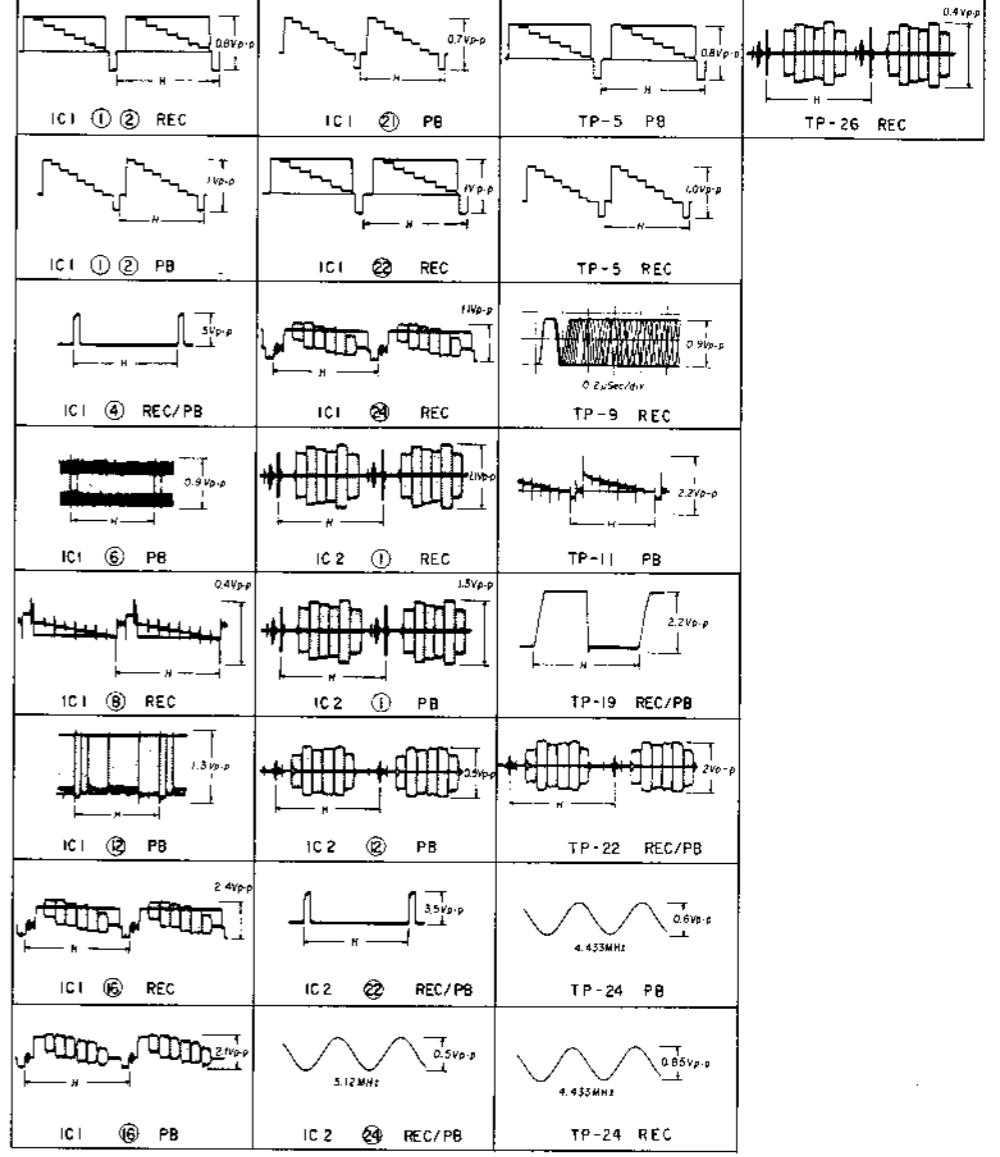 0.8Vp-p
H
IC1 ① ② REC
0.7Vp-p
H
IC1 ㉑ PB
0.8Vp-p
H
TP-5 PB
0.4Vp-p
H
TP-26 REC
1Vp-p
H
IC1 ① ② PB
1Vp-p
H
IC1 ㉒ REC
1.0Vp-p
H
TP-5 REC
5Vp-p
H
IC1 ④ REC/PB
1.1Vp-p
H
IC1 ㉔ REC
0.9Vp-p
0.2µSec/div
TP-9 REC
0.9Vp-p
H
IC1 ⑥ PB
1.1Vp-p
H
IC2 ① REC
2.2Vp-p
H
TP-11 PB
0.4Vp-p
H
IC1 ⑧ REC
1.5Vp-p
H
IC2 ① PB
2.2Vp-p
H
TP-19 REC/PB
1.3Vp-p
H
IC1 ⑫ PB
0.5Vp-p
H
IC2 ⑫ PB
2Vp-p
H
TP-22 REC/PB
2.4Vp-p
H
IC1 ⑯ REC
3.5Vp-p
H
IC2 ㉒ REC/PB
0.6Vp-p
4.433MHz
TP-24 PB
2.1Vp-p
H
IC1 ⑯ PB
0.5Vp-p
5.12MHz
IC2 ㉔ REC/PB
0.85Vp-p
4.433MHz
TP-24 REC